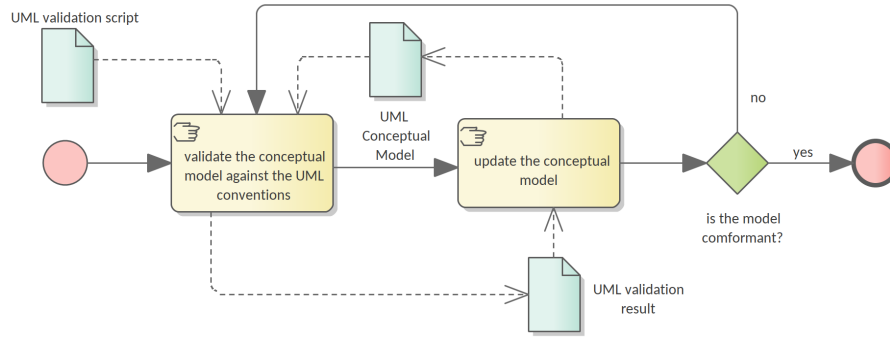 UML validation script
UML
Conceptual
Model
no
validate the conceptual
model against the UML
conventions
update the conceptual
model
yes
is the model
comformant?
UML validation
result